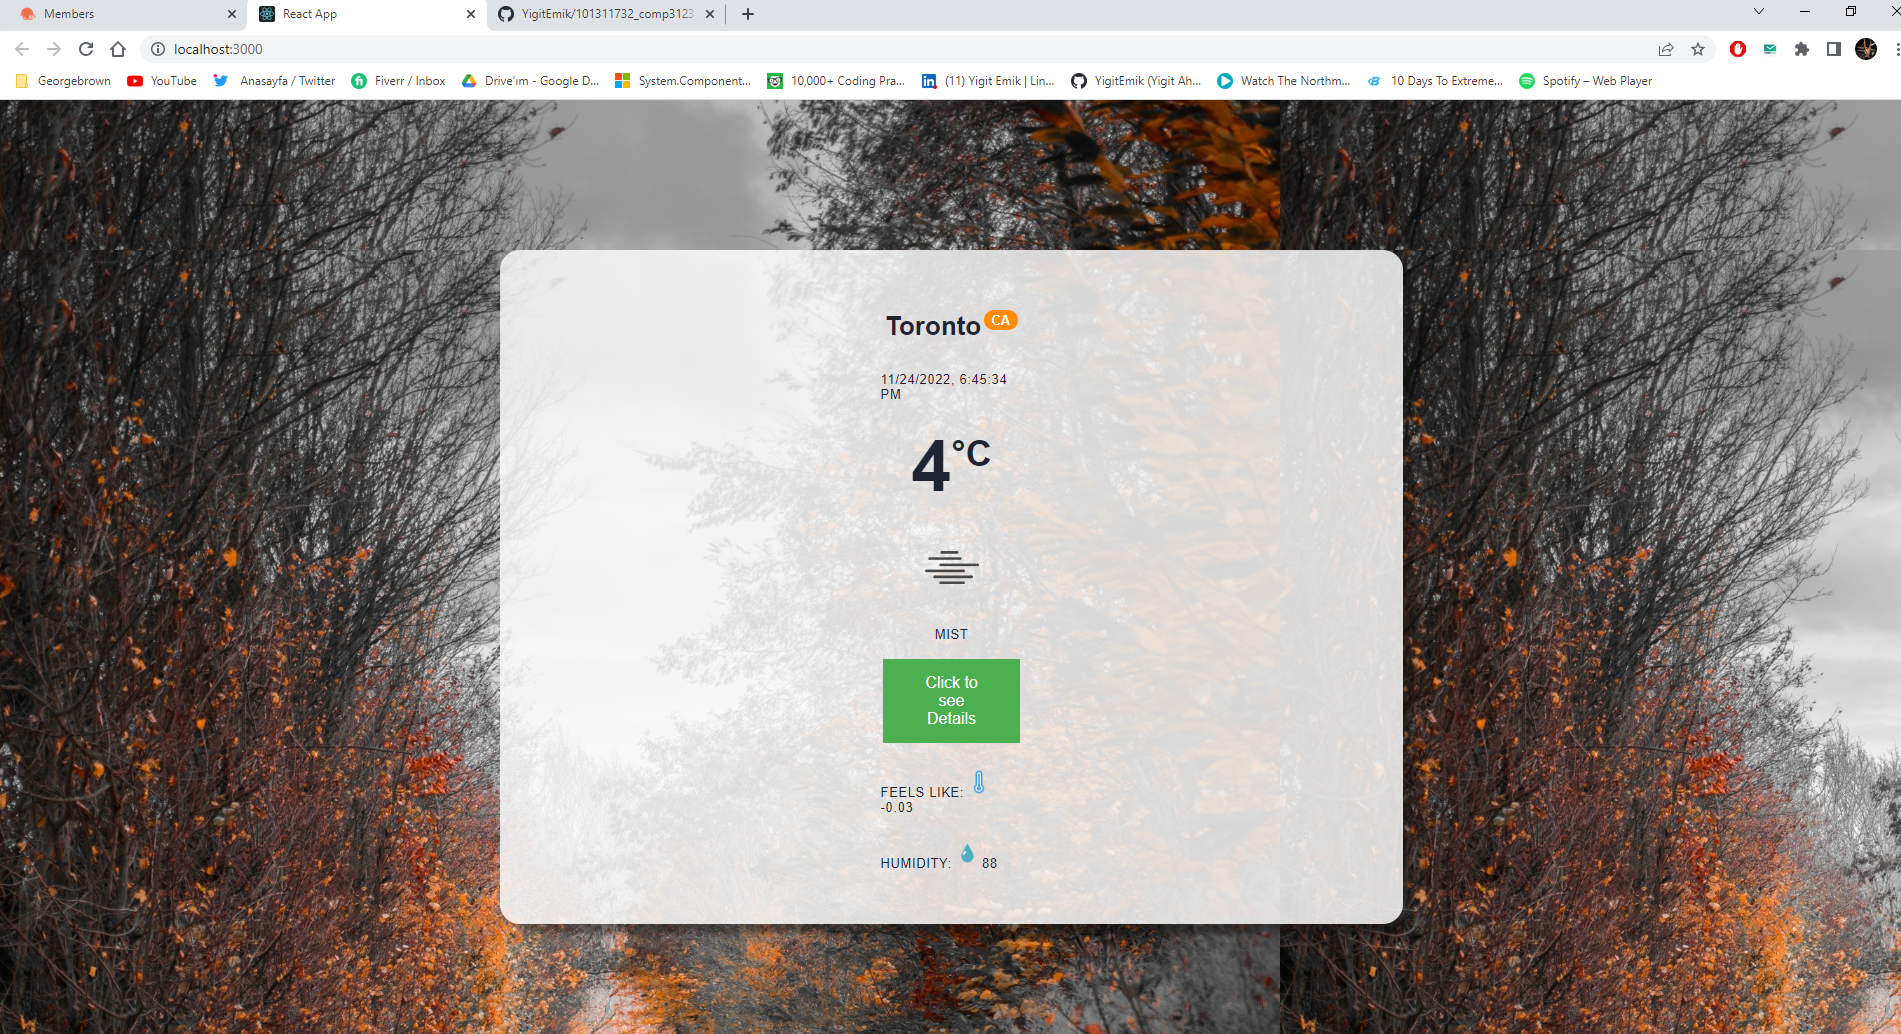 Members
React App
YigitEmik/101311732_comp3123
localhost:3000
Georgebrown
YouTube
Anasayfa / Twitter
Fiverr / Inbox
Drive'ım - Google D...
System.Component...
10,000+ Coding Pra...
(11) Yigit Emik | Lin...
YigitEmik (Yigit Ah...
Watch The Northm...
10 Days To Extreme...
Spotify – Web Player
Toronto CA
11/24/2022, 6:45:34
PM
4°C
MIST
Click to
see
Details
FEELS LIKE:
-0.03
HUMIDITY: 88